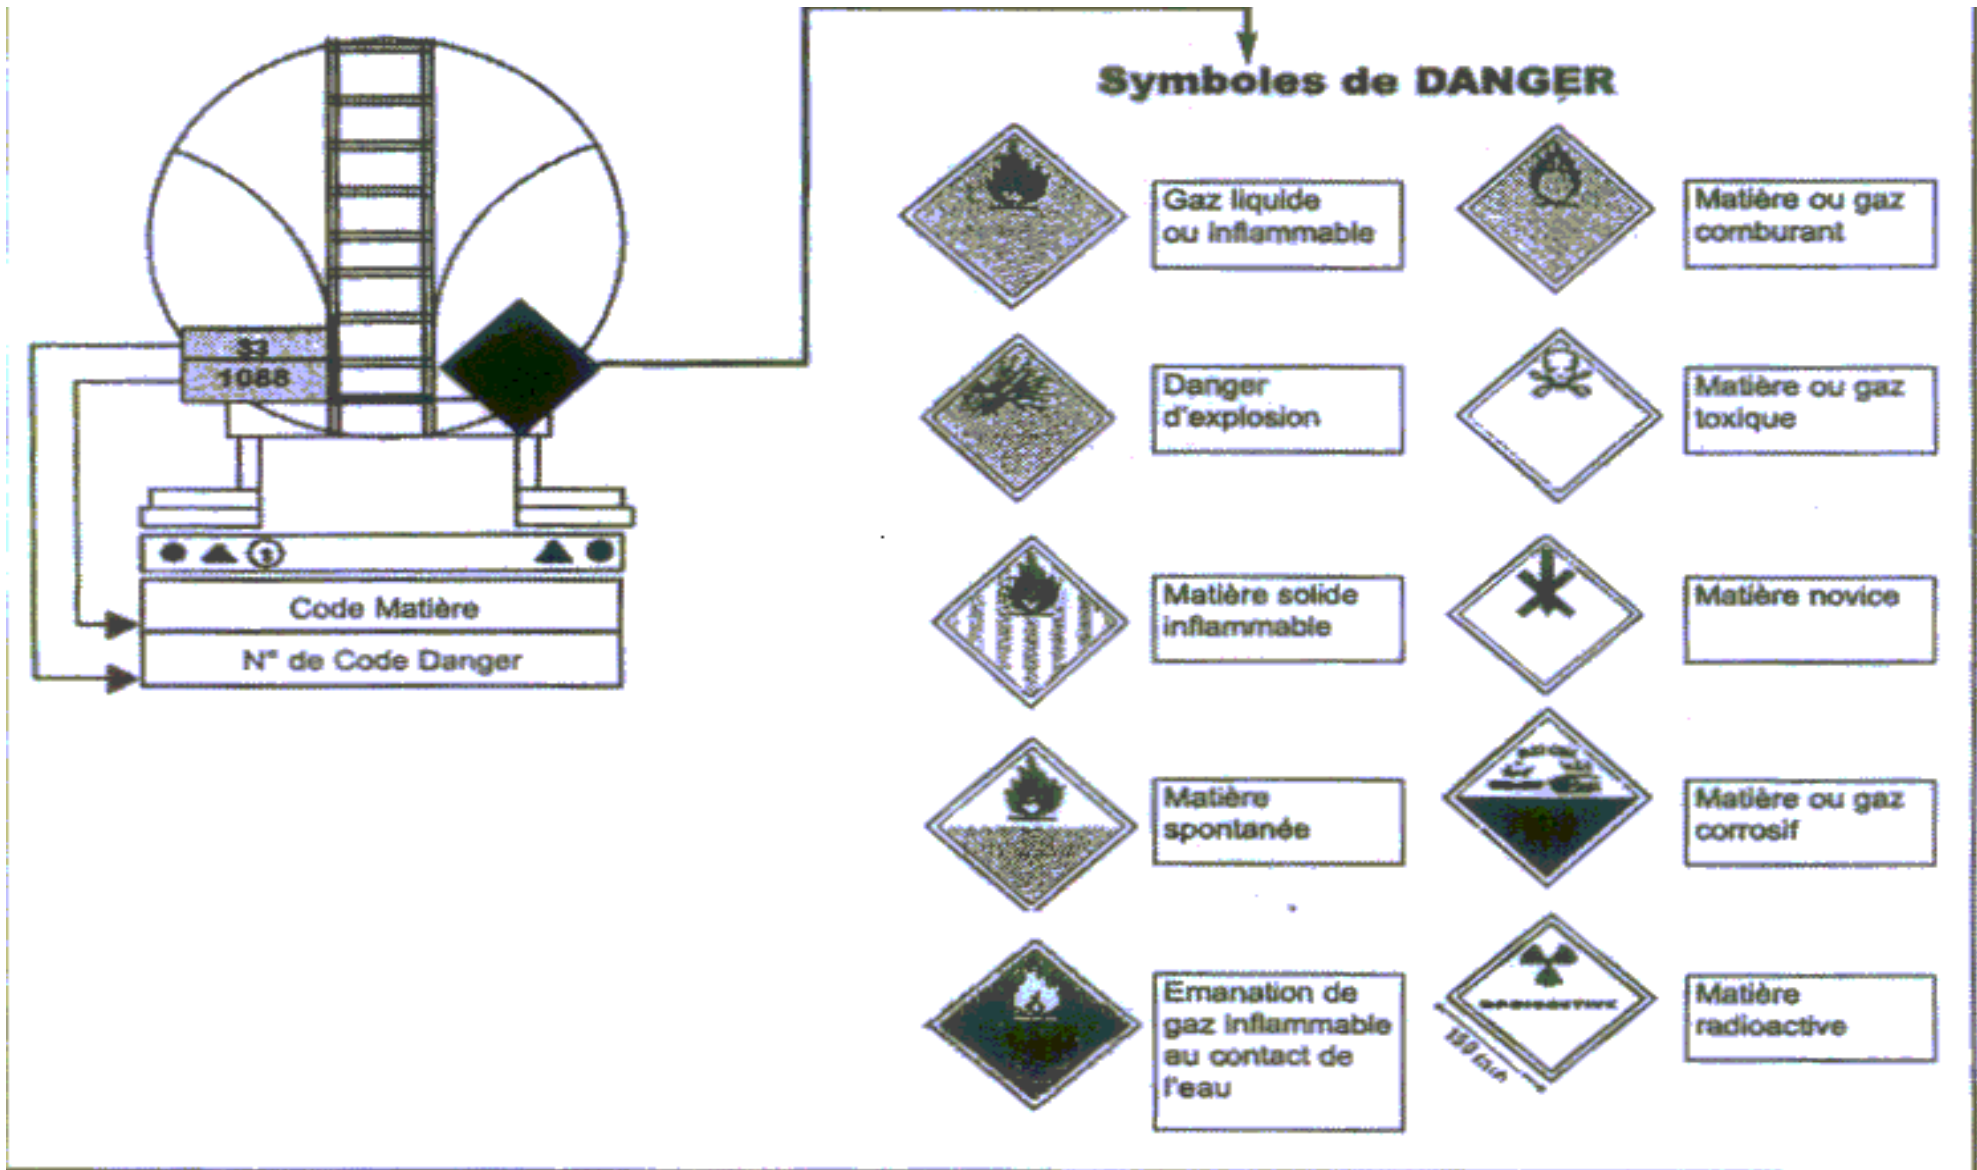 Symboles de DANGER
33
1088
Code Matière
N° de Code Danger
Gaz liquide
ou inflammable
Matière ou gaz
comburant
Danger
d'explosion
Matière ou gaz
toxique
Matière solide
inflammable
Matière novice
Matière
spontanée
Matière ou gaz
corrosif
Emanation de
gaz inflammable
au contact de
l'eau
RADIOACTIVE
Matière
radioactive